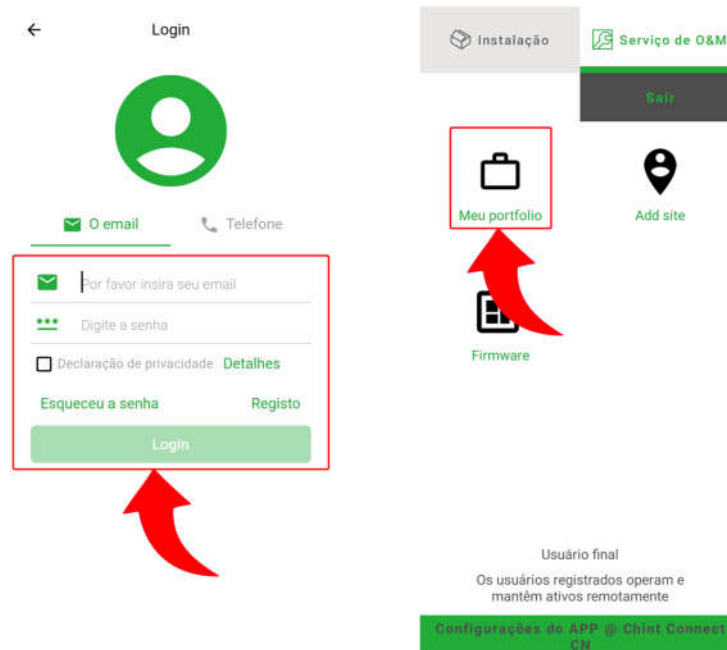 Login
O email
Telefone
Por favor insira seu email
Digite a senha
Declaração de privacidade Detalhes
Esqueceu a senha
Registo
Login
Instalação
Serviço de O&M
Sair
Meu portfolio
Add site
Firmware
Usuário final
Os usuários registrados operam e
mantêm ativos remotamente
Configurações do APP @ Chint Connect
CN